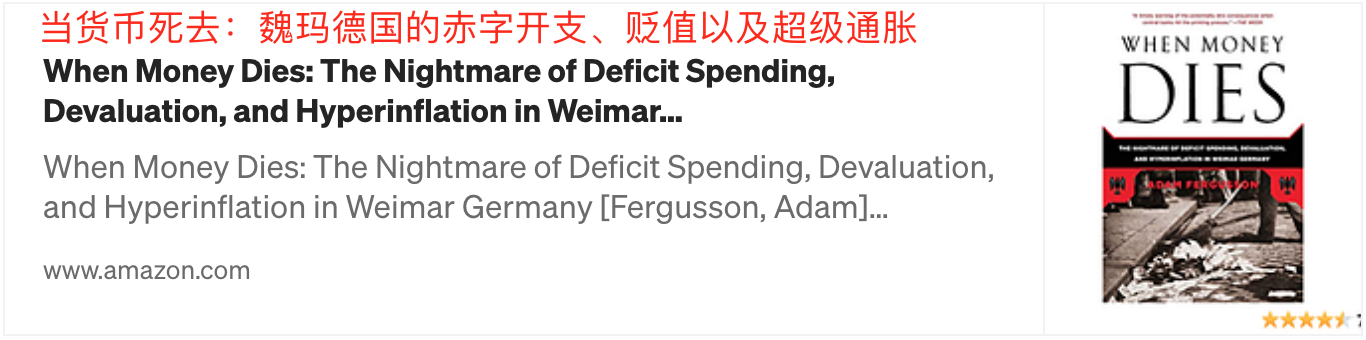 当货币死去：魏玛德国的赤字开支、贬值以及超级通胀
When Money Dies: The Nightmare of Deficit Spending,
Devaluation, and Hyperinflation in Weimar...
When Money Dies: The Nightmare of Deficit Spending, Devaluation,
and Hyperinflation in Weimar Germany [Fergusson, Adam]...
www.amazon.com
WHEN MONEY
DIES
THE NIGHTMARE OF DEFICIT SPENDING, DEVALUATION,
AND HYPERINFLATION IN WEIMAR GERMANY
ADAM FERGUSSON